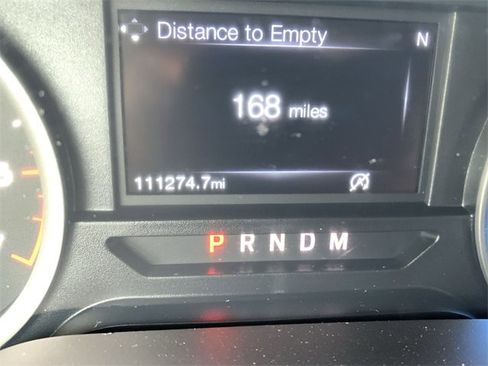 Distance to Empty
N
168 miles
111274.7mi
P R N D M